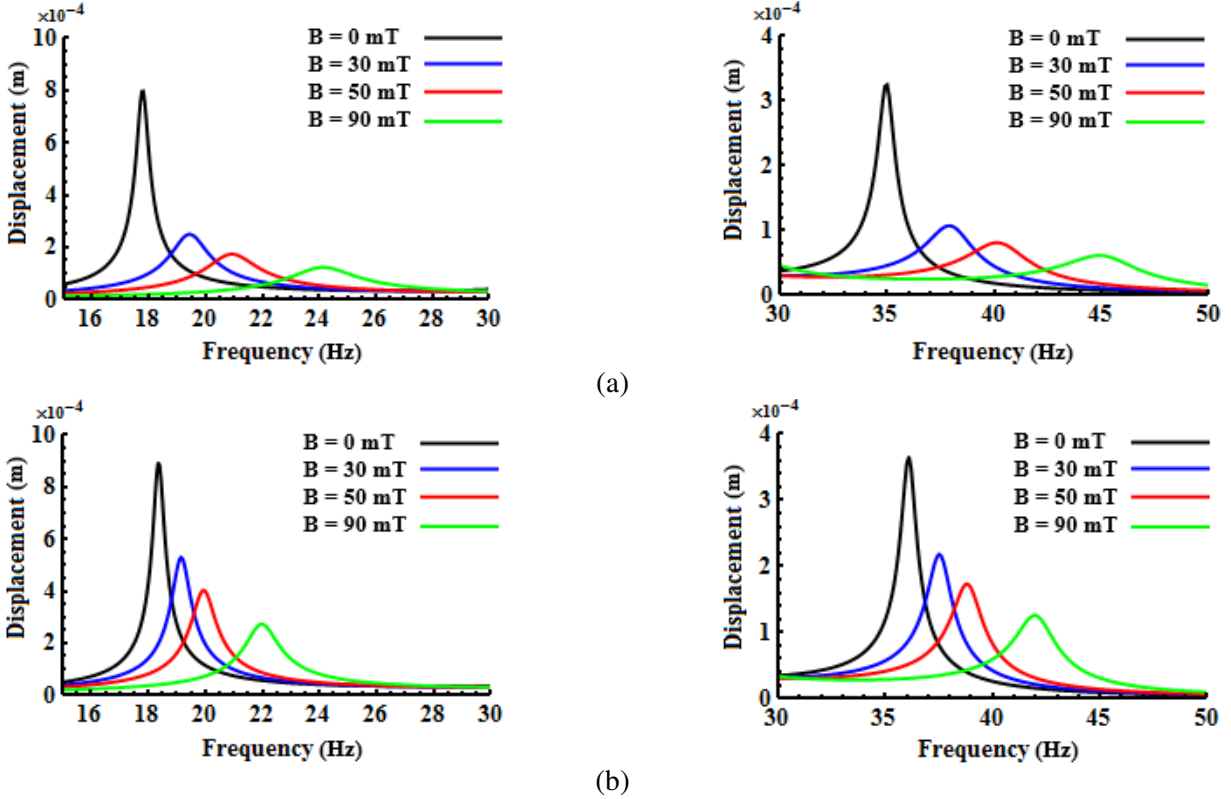 ×10−4
10
8
6
4
2
0
Displacement (m)
B = 0 mT
B = 30 mT
B = 50 mT
B = 90 mT
16 18 20 22 24 26 28 30
Frequency (Hz)
×10−4
4
3
2
1
0
Displacement (m)
B = 0 mT
B = 30 mT
B = 50 mT
B = 90 mT
30 35 40 45 50
Frequency (Hz)
(a)
×10−4
10
8
6
4
2
0
Displacement (m)
B = 0 mT
B = 30 mT
B = 50 mT
B = 90 mT
16 18 20 22 24 26 28 30
Frequency (Hz)
×10−4
4
3
2
1
0
Displacement (m)
B = 0 mT
B = 30 mT
B = 50 mT
B = 90 mT
30 35 40 45 50
Frequency (Hz)
(b)